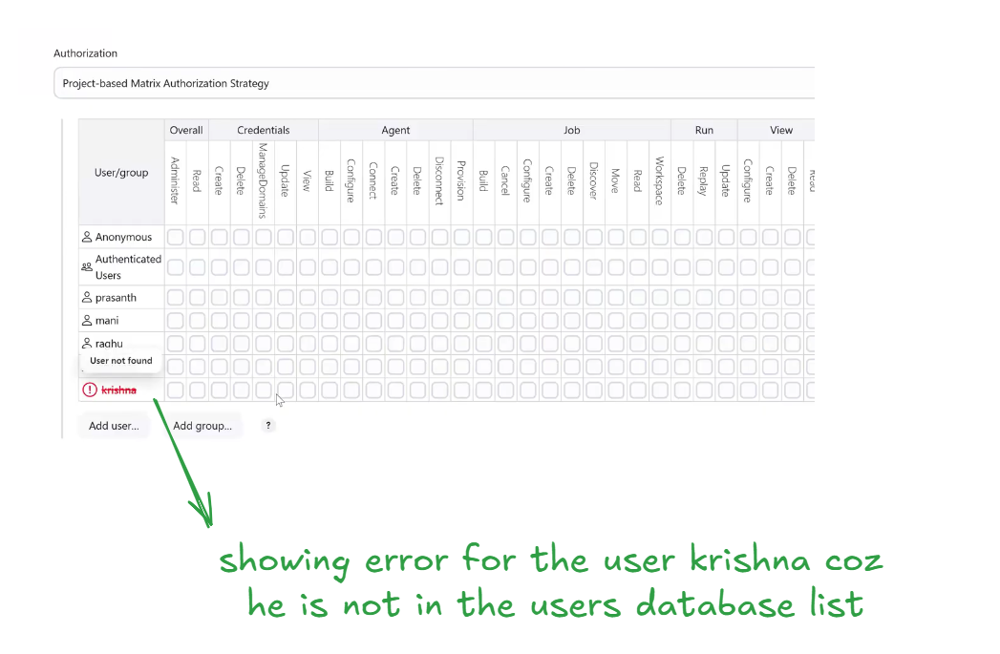 Authorization
Project-based Matrix Authorization Strategy
User/group
Overall
Credentials
Agent
Job
Run
View
Administer
Read
Create
Delete
ManageDomains
Update
View
Build
Configure
Connect
Create
Delete
Disconnect
Provision
Build
Cancel
Configure
Create
Delete
Discover
Move
Read
Workspace
Delete
Replay
Update
Configure
Create
Delete
Read
Anonymous
Authenticated
Users
prasanth
mani
raghu
User not found
krishna
Add user...
Add group...
?
showing error for the user krishna coz
he is not in the users database list